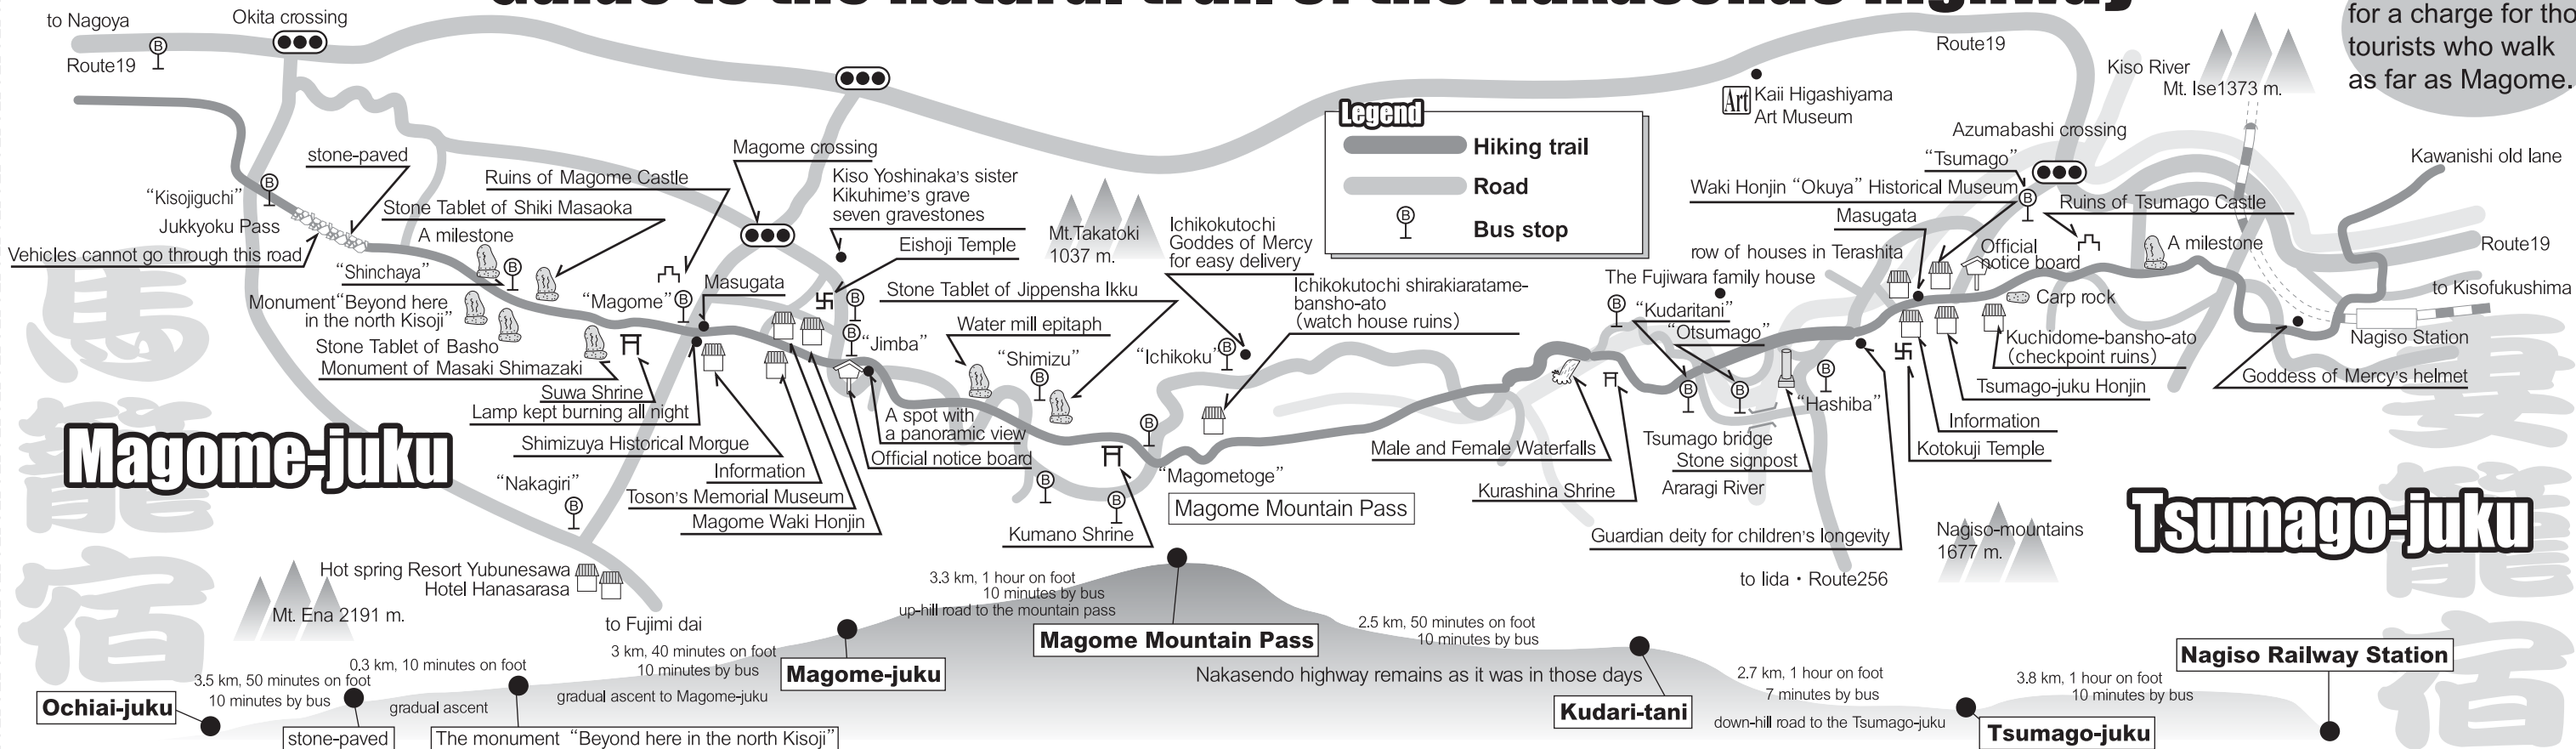 Guide to the natural trail of the Nakasendo Highway
for a charge for tho
tourists who walk
as far as Magome.
to Nagoya
Okita crossing
Route19
Route19
Kiso River
Mt. Ise1373 m.
Art
Kaii Higashiyama
Art Museum
Legend
Hiking trail
Road
B
Bus stop
Azumabashi crossing
"Tsumago"
Kawanishi old lane
Waki Honjin "Okuya" Historical Museum
Ruins of Tsumago Castle
Masugata
row of houses in Terashita
Official
notice board
A milestone
Route19
The Fujiwara family house
to Kisofukushima
"Kudaritani"
"Otsumago"
Carp rock
Kuchidome-bansho-ato
(checkpoint ruins)
Nagiso Station
Goddess of Mercy's helmet
Tsumago-juku Honjin
"Hashiba"
Information
Kotokuji Temple
Male and Female Waterfalls
Tsumago bridge
Stone signpost
Kurashina Shrine
Araragi River
Guardian deity for children's longevity
Nagiso-mountains
1677 m.
to Iida・Route256
stone-paved
Magome crossing
Ruins of Magome Castle
Kiso Yoshinaka's sister
Kikuhime's grave
seven gravestones
"Kisojiguchi"
Stone Tablet of Shiki Masaoka
Jukkyoku Pass
A milestone
Eishoji Temple
Mt.Takatoki
1037 m.
Ichikokutochi
Goddes of Mercy
for easy delivery
Vehicles cannot go through this road
"Shinchaya"
Masugata
Stone Tablet of Jippensha Ikku
Ichikokutochi shirakiaratame-
bansho-ato
(watch house ruins)
Monument"Beyond here
in the north Kisoji"
"Magome"
Water mill epitaph
"Jimba"
"Shimizu"
"Ichikoku"
Stone Tablet of Basho
Monument of Masaki Shimazaki
Suwa Shrine
Lamp kept burning all night
A spot with
a panoramic view
Shimizuya Historical Morgue
Official notice board
Information
"Magometoge"
"Nakagiri"
Toson's Memorial Museum
Magome Waki Honjin
Magome Mountain Pass
Kumano Shrine
Magome-juku
馬籠宿
Tsumago-juku
妻籠宿
Hot spring Resort Yubunesawa
Hotel Hanasarasa
Mt. Ena 2191 m.
to Fujimi dai
Ochiai-juku
3.5 km, 50 minutes on foot
10 minutes by bus
stone-paved
0.3 km, 10 minutes on foot
gradual ascent
The monument "Beyond here in the north Kisoji"
3 km, 40 minutes on foot
10 minutes by bus
gradual ascent to Magome-juku
Magome-juku
3.3 km, 1 hour on foot
10 minutes by bus
up-hill road to the mountain pass
Magome Mountain Pass
2.5 km, 50 minutes on foot
10 minutes by bus
Nakasendo highway remains as it was in those days
Kudari-tani
2.7 km, 1 hour on foot
7 minutes by bus
down-hill road to the Tsumago-juku
Tsumago-juku
3.8 km, 1 hour on foot
10 minutes by bus
Nagiso Railway Station